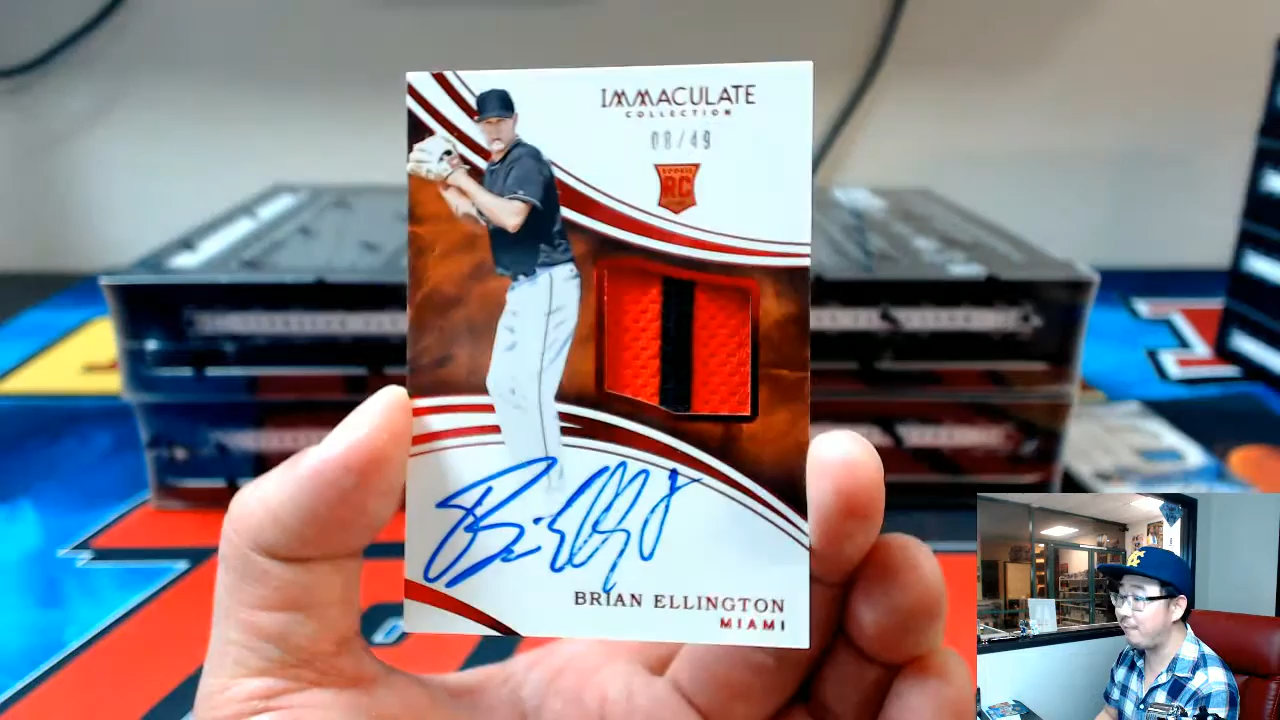 IMMACULATE
COLLECTION
08/49
ROOKIE
RC
BRIAN ELLINGTON
MIAMI